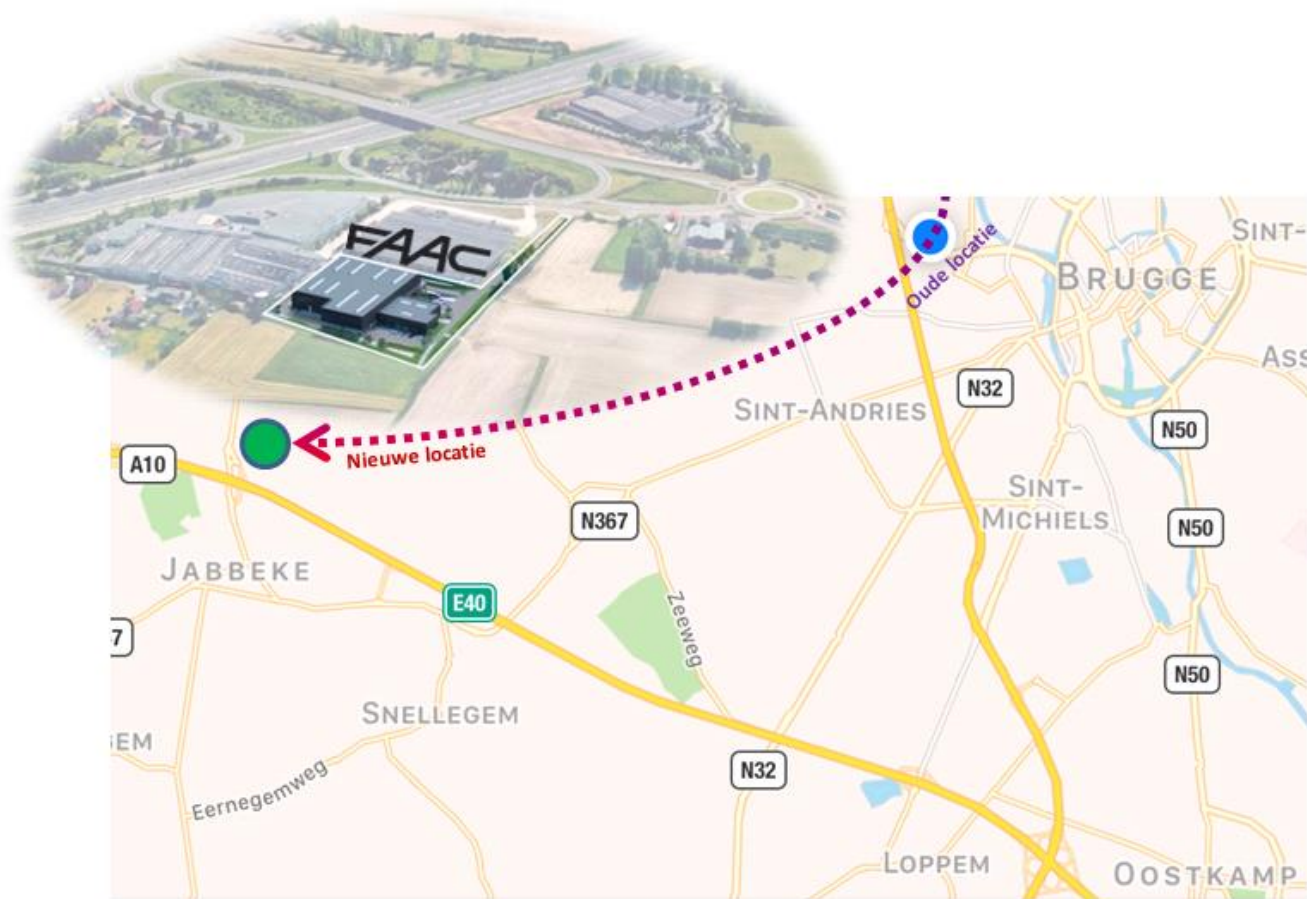 FAAC
Oude locatie
SINT-
BRUGGE
ASS
N32
SINT-ANDRIES
N50
Nieuwe locatie
A10
SINT-
MICHIELS
N367
N50
JABBEKE
E40
Zeeweg
7
N50
SNELLEGEM
GEM
N32
Eernegemweg
LOPPEM
OOSTKAMP